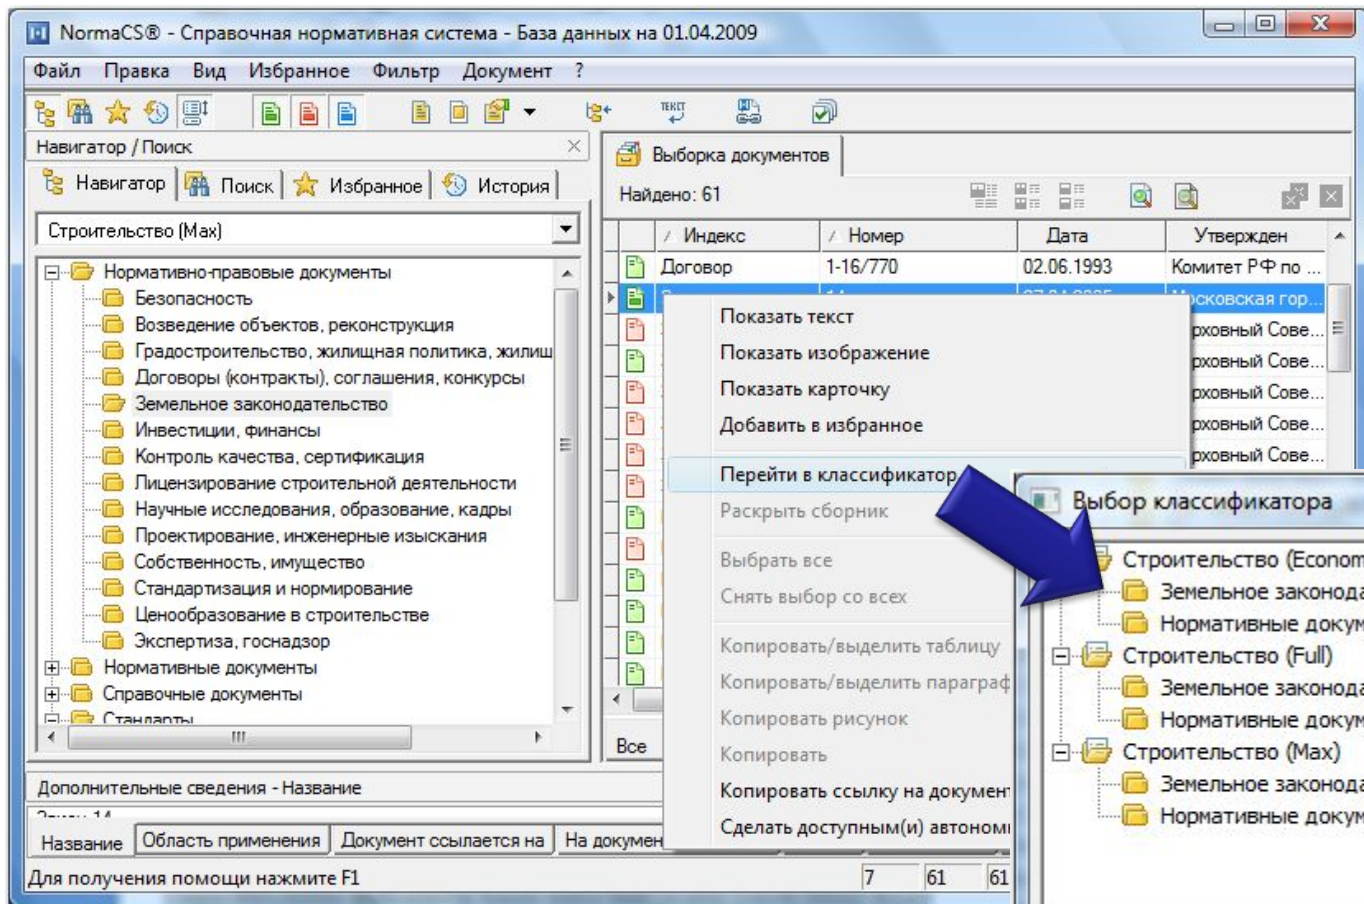 NormaCS® - Справочная нормативная система - База данных на 01.04.2009
Файл Правка Вид Избранное Фильтр Документ ?
ТЕКСТ
Навигатор / Поиск
Навигатор Поиск Избранное История
Строительство (Max)
Нормативно-правовые документы
Безопасность
Возведение объектов, реконструкция
Градостроительство, жилищная политика, жилищ
Договоры (контракты), соглашения, конкурсы
Земельное законодательство
Инвестиции, финансы
Контроль качества, сертификация
Лицензирование строительной деятельности
Научные исследования, образование, кадры
Проектирование, инженерные изыскания
Собственность, имущество
Стандартизация и нормирование
Ценообразование в строительстве
Экспертиза, госнадзор
Нормативные документы
Справочные документы
Стандарты
Выборка документов
Найдено: 61
Индекс Номер Дата Утвержден
Договор 1-16/770 02.06.1993 Комитет РФ по ...
осковская гор...
рховный Сове...
рховный Сове...
рховный Сове...
рховный Сове...
рховный Сове...
Все
Показать текст
Показать изображение
Показать карточку
Добавить в избранное
Перейти в классификатор
Раскрыть сборник
Выбрать все
Снять выбор со всех
Копировать/выделить таблицу
Копировать/выделить параграф
Копировать рисунок
Копировать
Копировать ссылку на документ
Сделать доступным(и) автоном
Выбор классификатора
Строительство (Econom
Земельное законода
Нормативные докум
Строительство (Full)
Земельное законода
Нормативные докум
Строительство (Max)
Земельное законода
Нормативные докум
Дополнительные сведения - Название
Название Область применения Документ ссылается на На докумен
Для получения помощи нажмите F1 7 61 61